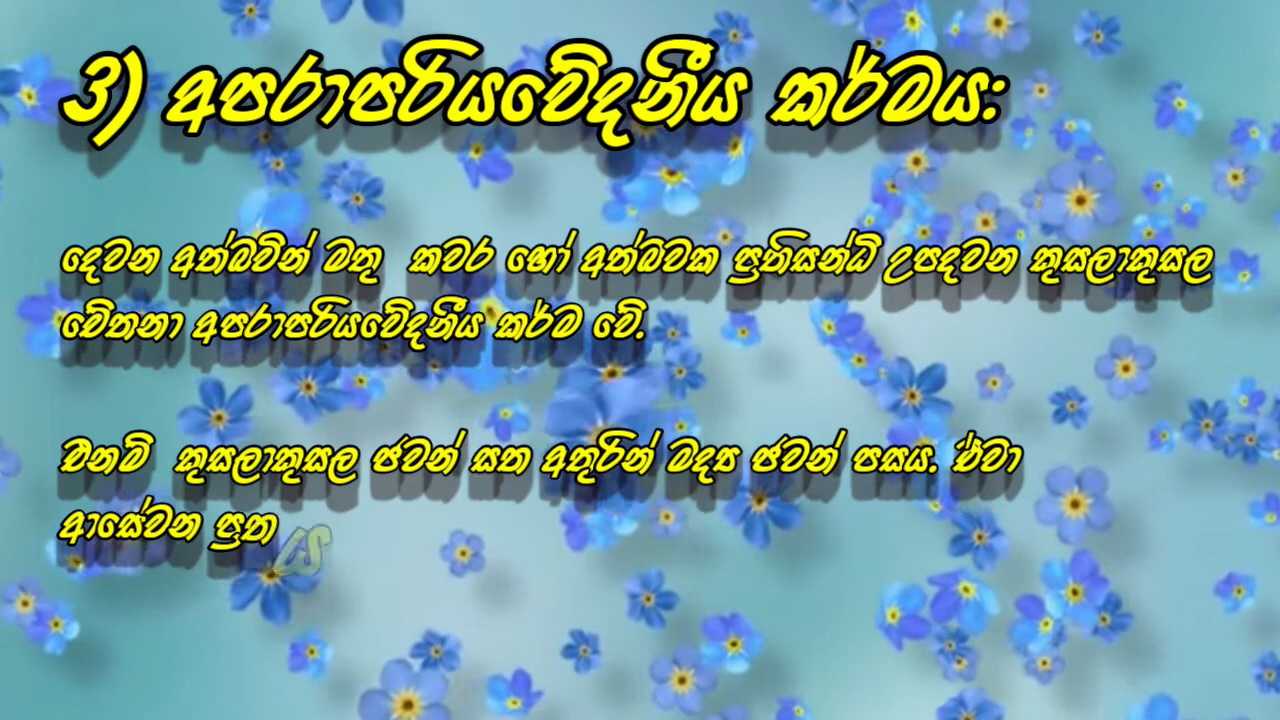 3) අපරාපරියවේදනීය කර්මය:
දෙවන අත්බවින් මතු කවර හෝ අත්බවක ප්‍රතිසන්ධි උපදවන කුසලාකුසල
චේතනා අපරාපරියවේදනීය කර්ම වේ.
එනම් කුසලාකුසල ජවන් සත අතුරින් මද්‍ය ජවන් පසය. ඒවා
ආසේවන ප්‍රත